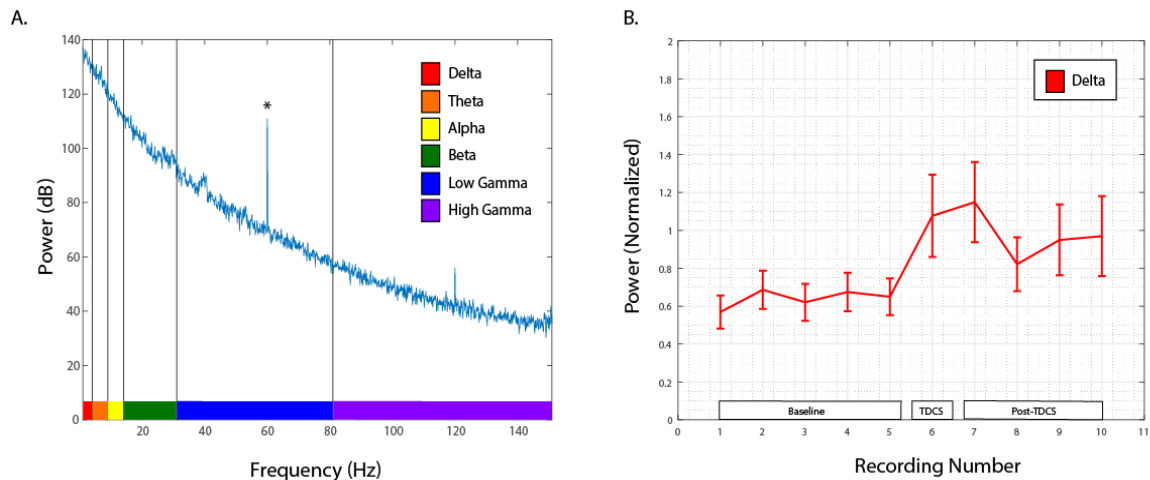 A.
140
120
100
80
60
40
20
0
Power (dB)
*
Delta
Theta
Alpha
Beta
Low Gamma
High Gamma
20 40 60 80 100 120 140
Frequency (Hz)
B.
2
1.8
1.6
1.4
1.2
1
0.8
0.6
0.4
0.2
0
Power (Normalized)
Delta
Baseline
TDCS
Post-TDCS
0 1 2 3 4 5 6 7 8 9 10 11
Recording Number